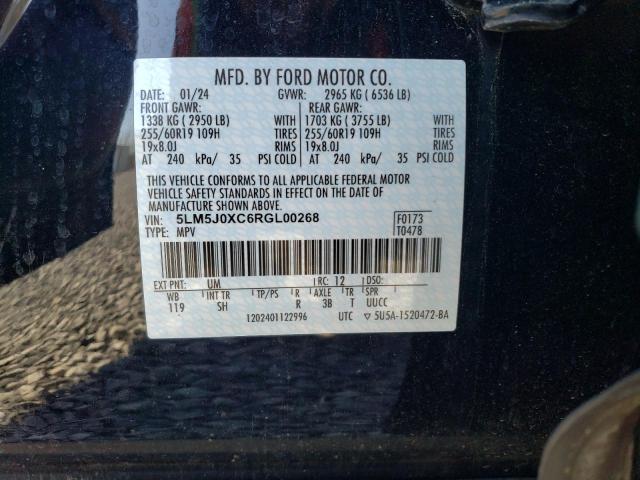 MFD. BY FORD MOTOR CO.
DATE: 01/24 GVWR: 2965 KG ( 6536 LB)
FRONT GAWR: REAR GAWR:
1338 KG ( 2950 LB) WITH 1703 KG ( 3755 LB) WITH
255/60R19 109H TIRES 255/60R19 109H TIRES
19x8.0J RIMS 19x8.0J RIMS
AT 240 kPa/ 35 PSI COLD AT 240 kPa/ 35 PSI COLD
THIS VEHICLE CONFORMS TO ALL APPLICABLE FEDERAL MOTOR
VEHICLE SAFETY STANDARDS IN EFFECT ON THE DATE OF
MANUFACTURE SHOWN ABOVE.
VIN: 5LM5J0XC6RGL00268 F0173
TYPE: MPV T0478
EXT PNT: UM RC: 12 DSO:
WB INT TR TP/PS R AXLE TR SPR
119 SH R 3B T UUCC
1202401122996 UTC ▽ 5U5A-1520472-BA